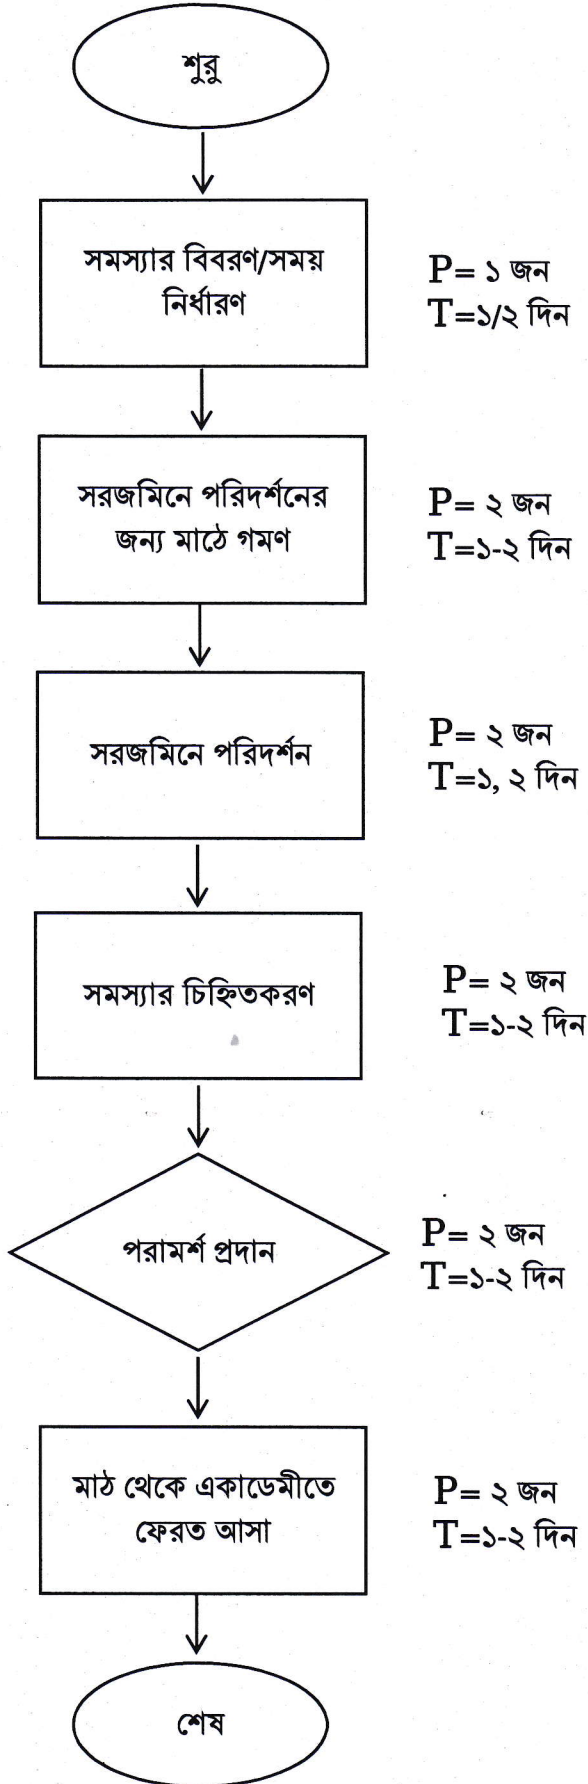 শুরু
সমস্যার বিবরণ/সময়
নির্ধারণ
P= ১ জন
T=১/২ দিন
সরজমিনে পরিদর্শনের
জন্য মাঠে গমণ
P= ২ জন
T=১-২ দিন
সরজমিনে পরিদর্শন
P= ২ জন
T=১, ২ দিন
সমস্যার চিহ্নিতকরণ
P= ২ জন
T=১-২ দিন
পরামর্শ প্রদান
P= ২ জন
T=১-২ দিন
মাঠ থেকে একাডেমীতে
ফেরত আসা
P= ২ জন
T=১-২ দিন
শেষ